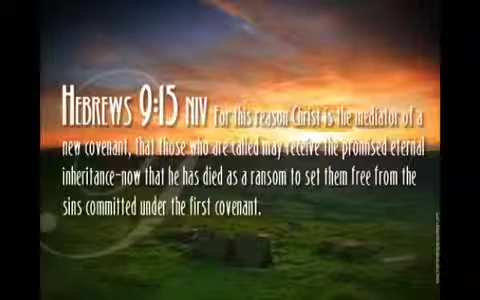 HEBREWS 9:15 NIV For this reason Christ is the mediator of a
new covenant, that those who are called may receive the promised eternal
inheritance-now that he has died as a ransom to set them free from the
sins committed under the first covenant.